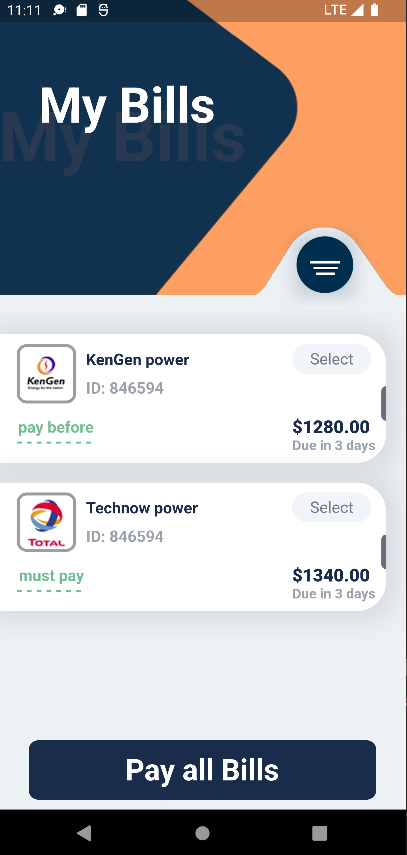 11:11
LTE
My Bills
My Bills
KenGen power
Select
KenGen
Energy for the nation
ID: 846594
pay before
$1280.00
Due in 3 days
Technow power
Select
TOTAL
ID: 846594
must pay
$1340.00
Due in 3 days
Pay all Bills